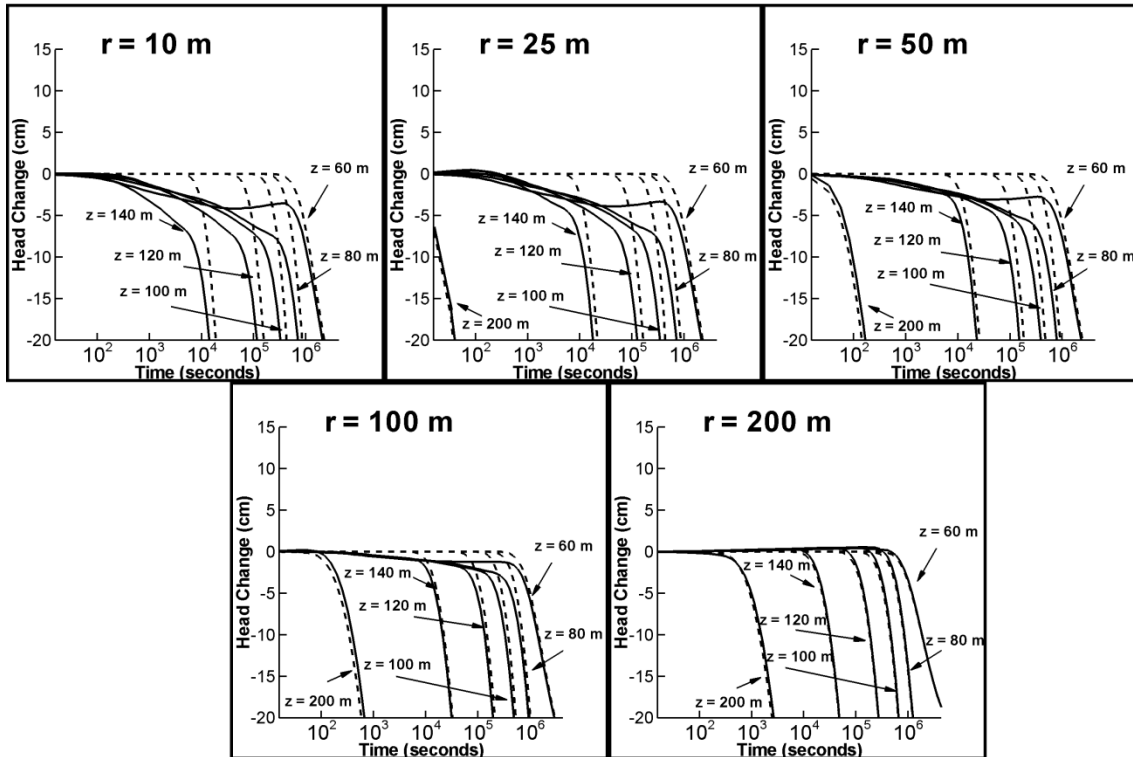 r = 10 m
15
10
5
0
-5
-10
-15
-20
Head Change (cm)
z = 60 m
z = 140 m
z = 120 m
z = 80 m
z = 100 m
10²
10³
10⁴
10⁵
10⁶
Time (seconds)
r = 25 m
15
10
5
0
-5
-10
-15
-20
Head Change (cm)
z = 60 m
z = 140 m
z = 120 m
z = 80 m
z = 100 m
z = 200 m
10²
10³
10⁴
10⁵
10⁶
Time (seconds)
r = 50 m
15
10
5
0
-5
-10
-15
-20
Head Change (cm)
z = 60 m
z = 140 m
z = 120 m
z = 80 m
z = 100 m
z = 200 m
10²
10³
10⁴
10⁵
10⁶
Time (seconds)
r = 100 m
15
10
5
0
-5
-10
-15
-20
Head Change (cm)
z = 60 m
z = 140 m
z = 120 m
z = 80 m
z = 100 m
z = 200 m
10²
10³
10⁴
10⁵
10⁶
Time (seconds)
r = 200 m
15
10
5
0
-5
-10
-15
-20
Head Change (cm)
z = 60 m
z = 140 m
z = 120 m
z = 80 m
z = 100 m
z = 200 m
10²
10³
10⁴
10⁵
10⁶
Time (seconds)